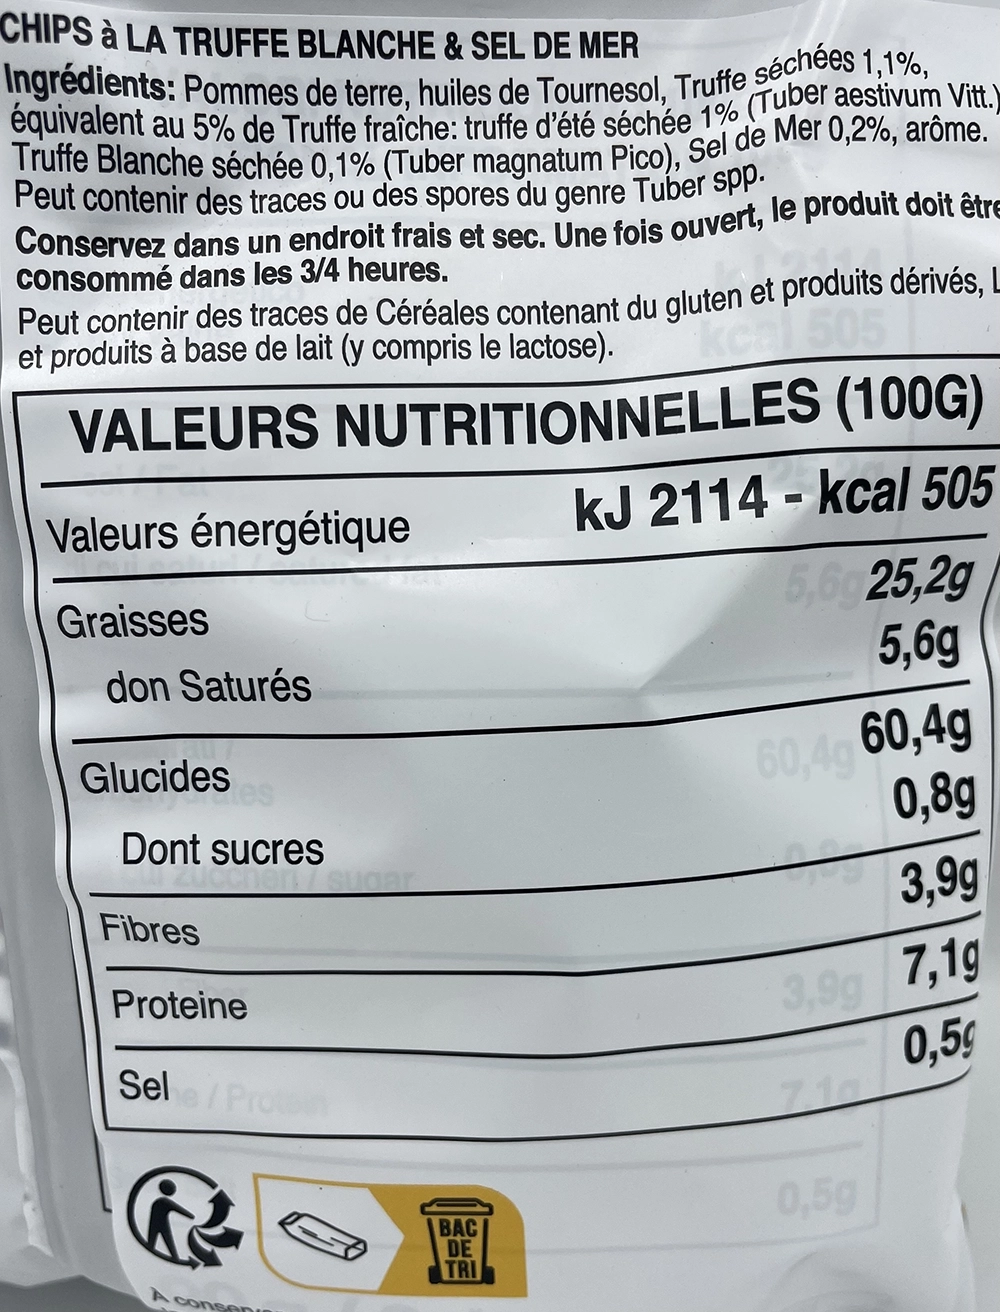 CHIPS à LA TRUFFE BLANCHE & SEL DE MER
Ingrédients: Pommes de terre, huiles de Tournesol, Truffe séchées 1,1%,
équivalent au 5% de Truffe fraîche: truffe d'été séchée 1% (Tuber aestivum Vitt.)
Truffe Blanche séchée 0,1% (Tuber magnatum Pico), Sel de Mer 0,2%, arôme.
Peut contenir des traces ou des spores du genre Tuber spp.
Conservez dans un endroit frais et sec. Une fois ouvert, le produit doit être
consommé dans les 3/4 heures.
Peut contenir des traces de Céréales contenant du gluten et produits dérivés,
et produits à base de lait (y compris le lactose).
VALEURS NUTRITIONNELLES (100G)
Valeurs énergétique kJ 2114 - kcal 505
Graisses 25,2g
don Saturés 5,6g
Glucides 60,4g
Dont sucres 0,8g
Fibres 3,9g
Proteine 7,1g
Sel 0,5g
BAC
DE
TRI
A